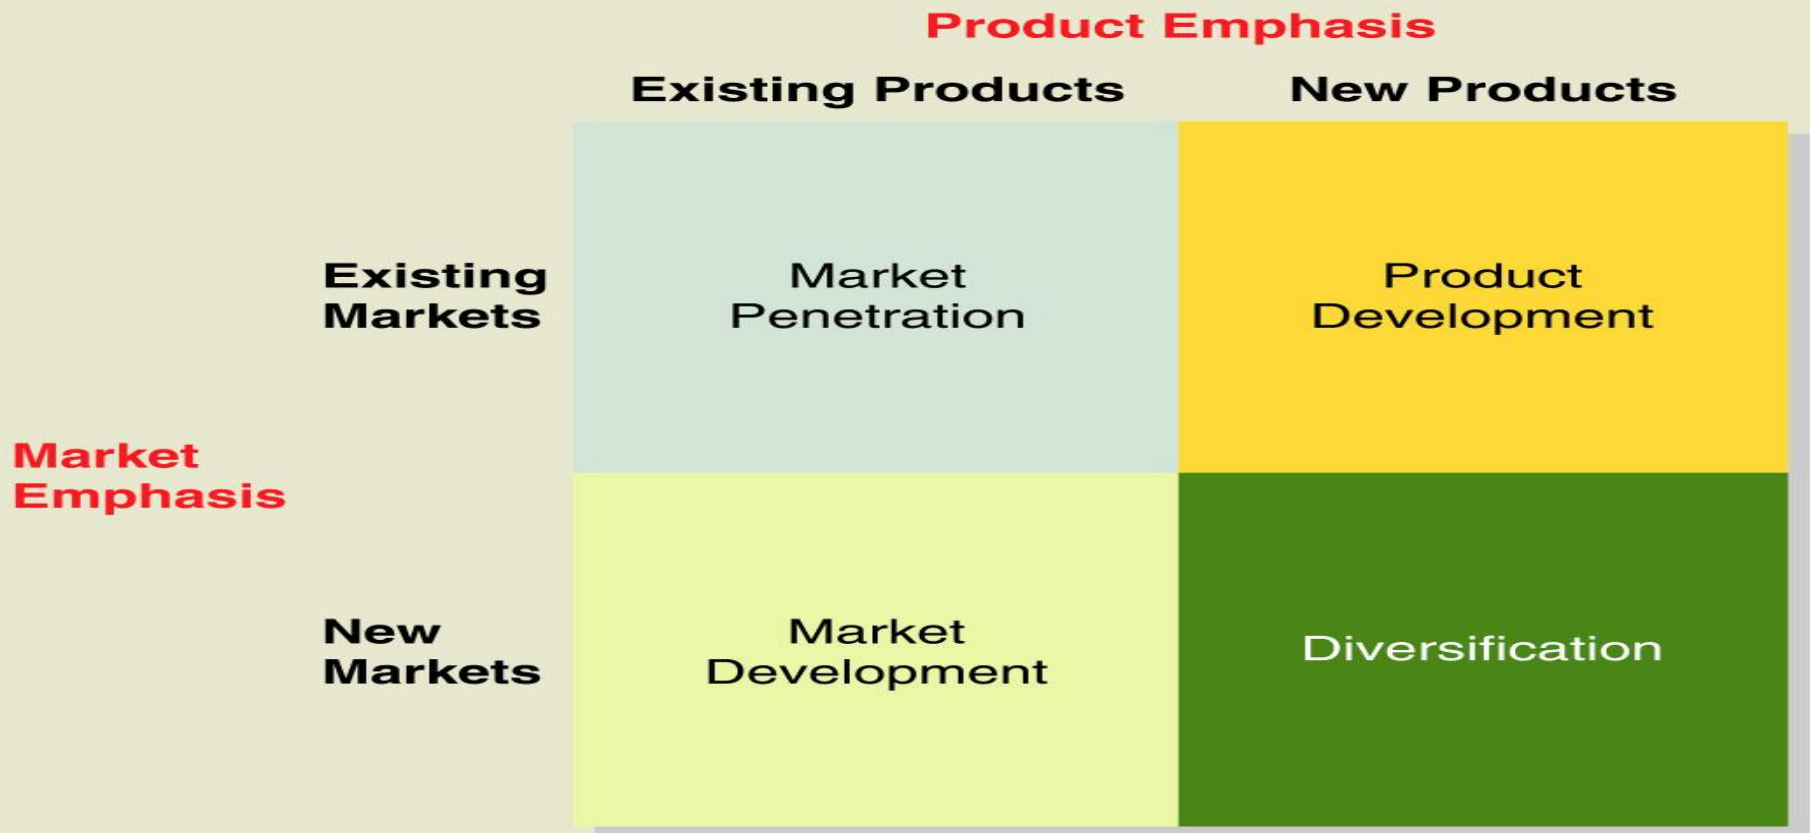 Product Emphasis
Existing Products
New Products
Existing
Markets
Market
Penetration
Product
Development
Market
Emphasis
New
Markets
Market
Development
Diversification